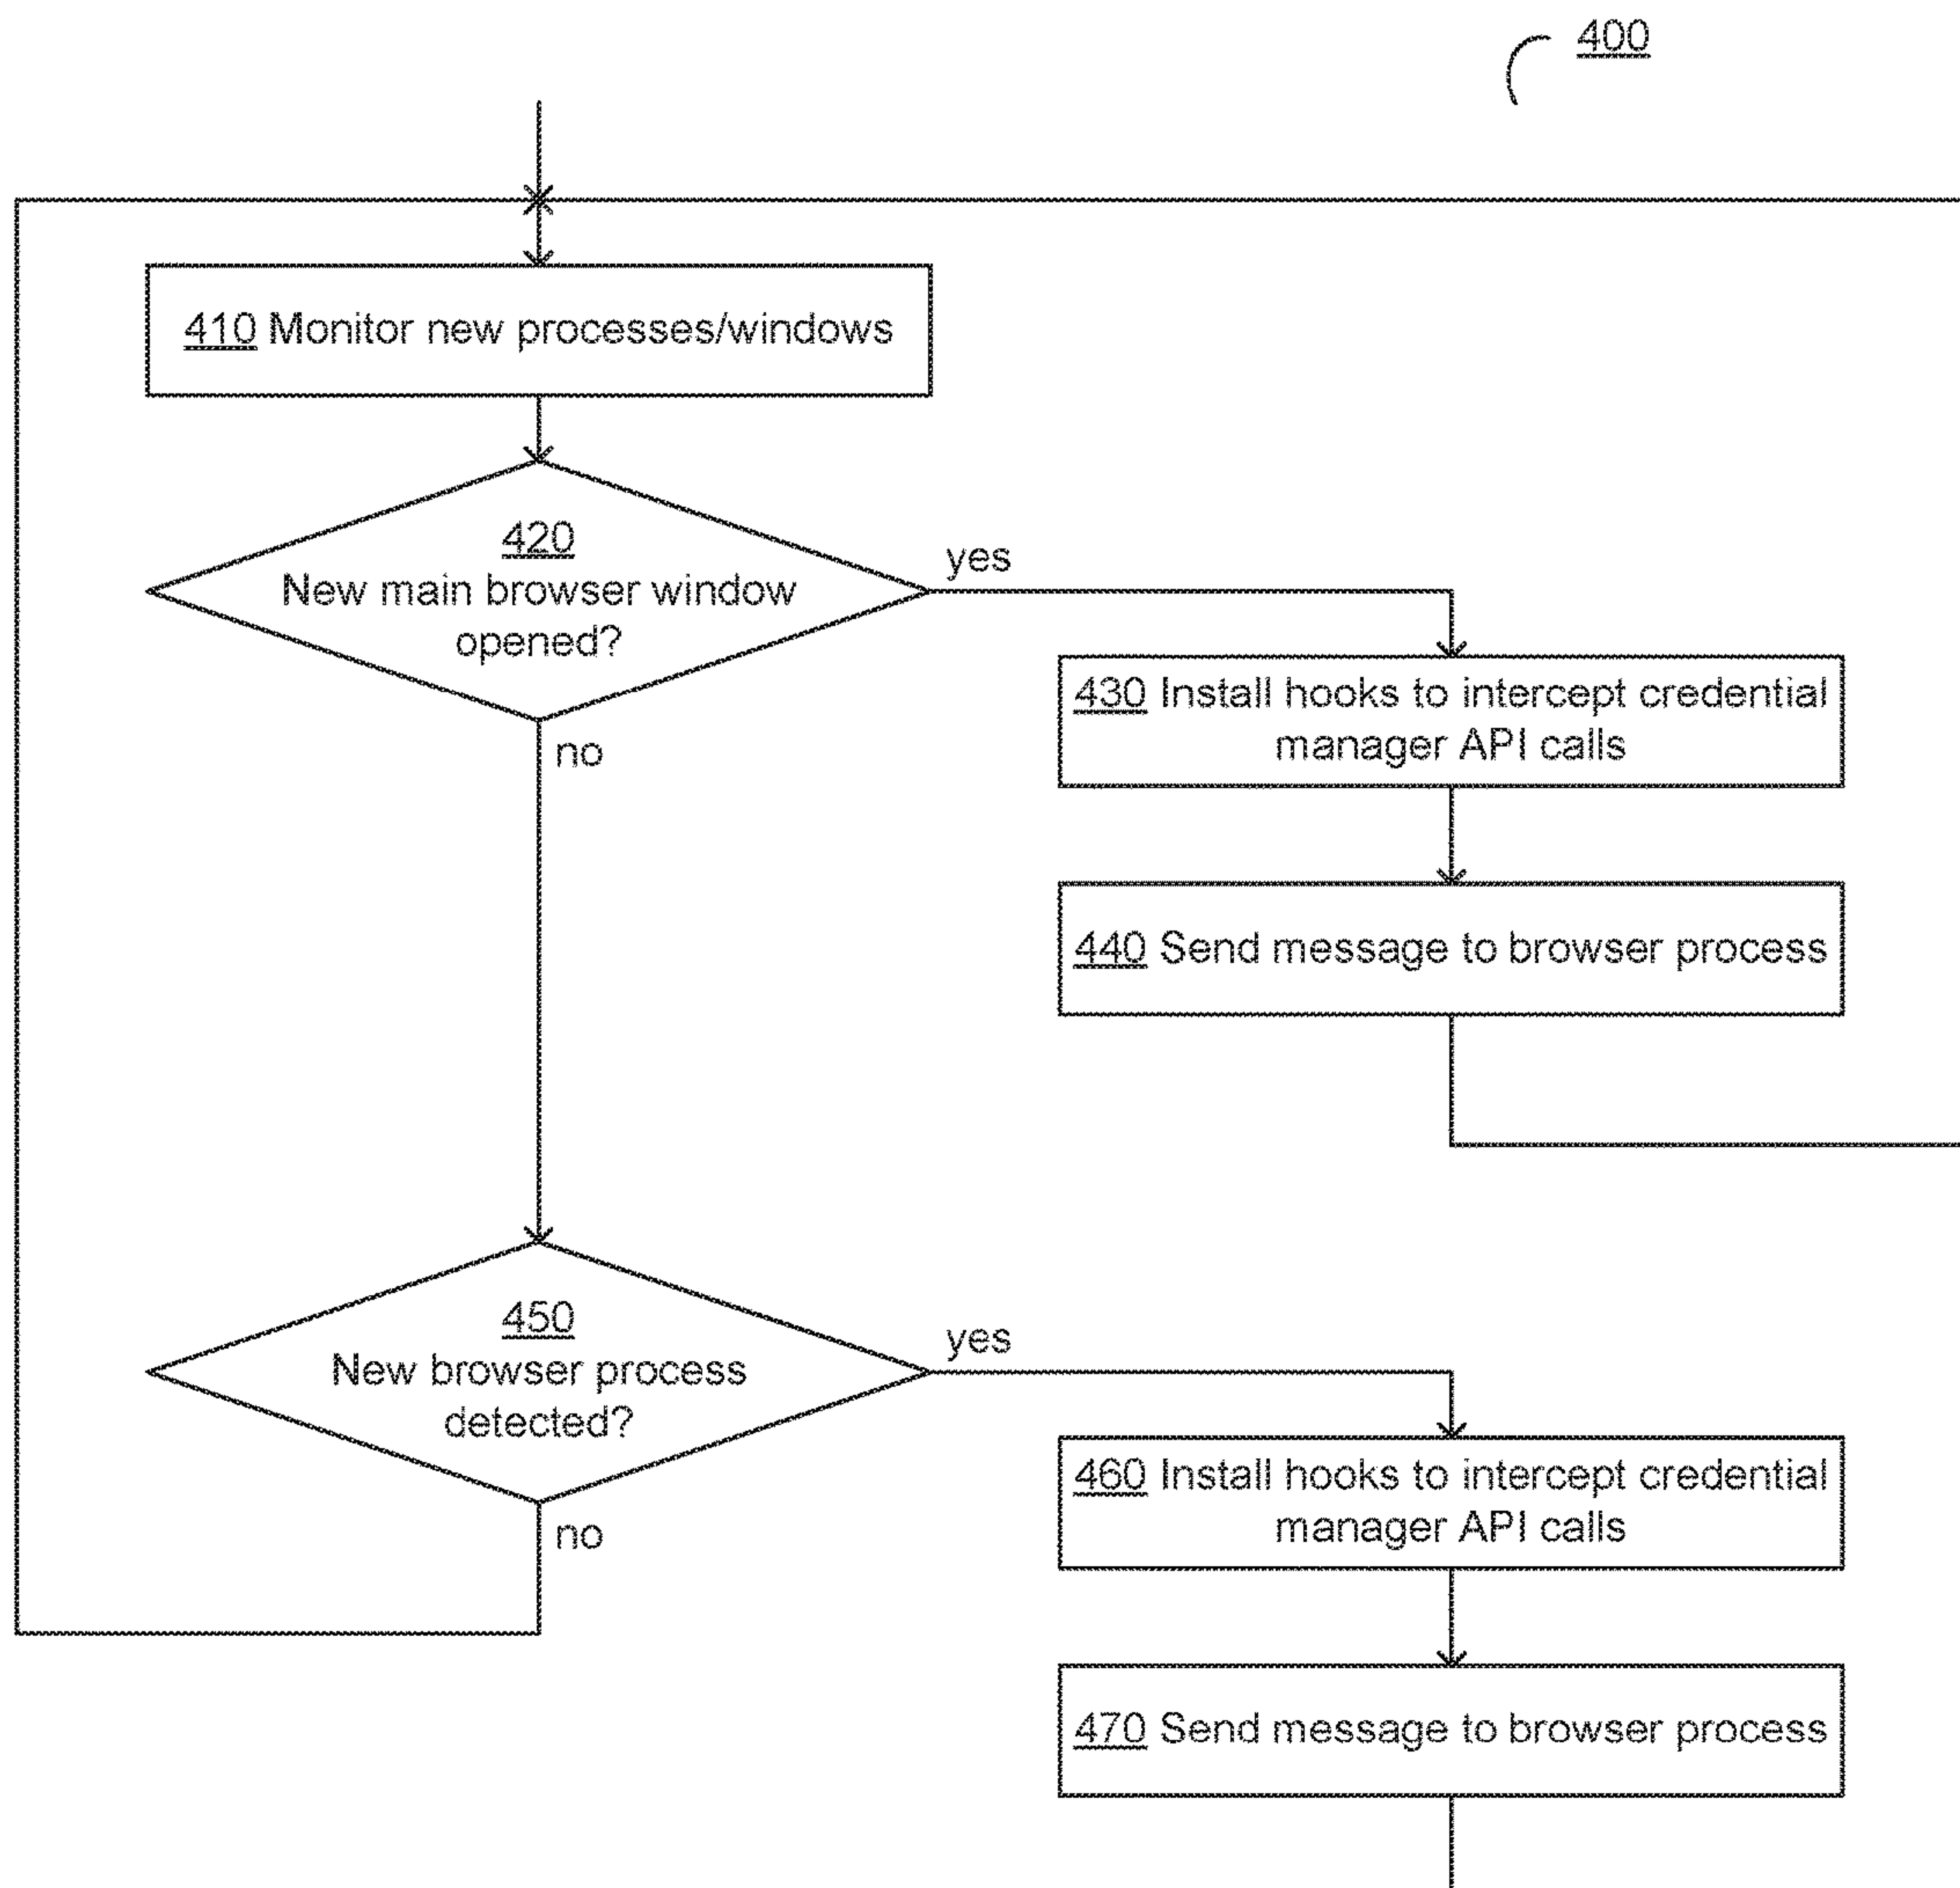 400
410 Monitor new processes/windows
420
New main browser window
opened?
yes
no
430 Install hooks to intercept credential
manager API calls
440 Send message to browser process
450
New browser process
detected?
yes
no
460 Install hooks to intercept credential
manager API calls
470 Send message to browser process